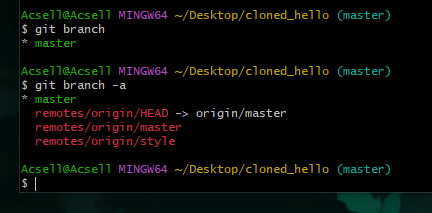 Acsell@Acsell MINGW64 ~/Desktop/cloned_hello (master)
$ git branch
* master
Acsell@Acsell MINGW64 ~/Desktop/cloned_hello (master)
$ git branch -a
* master
remotes/origin/HEAD -> origin/master
remotes/origin/master
remotes/origin/style
Acsell@Acsell MINGW64 ~/Desktop/cloned_hello (master)
$